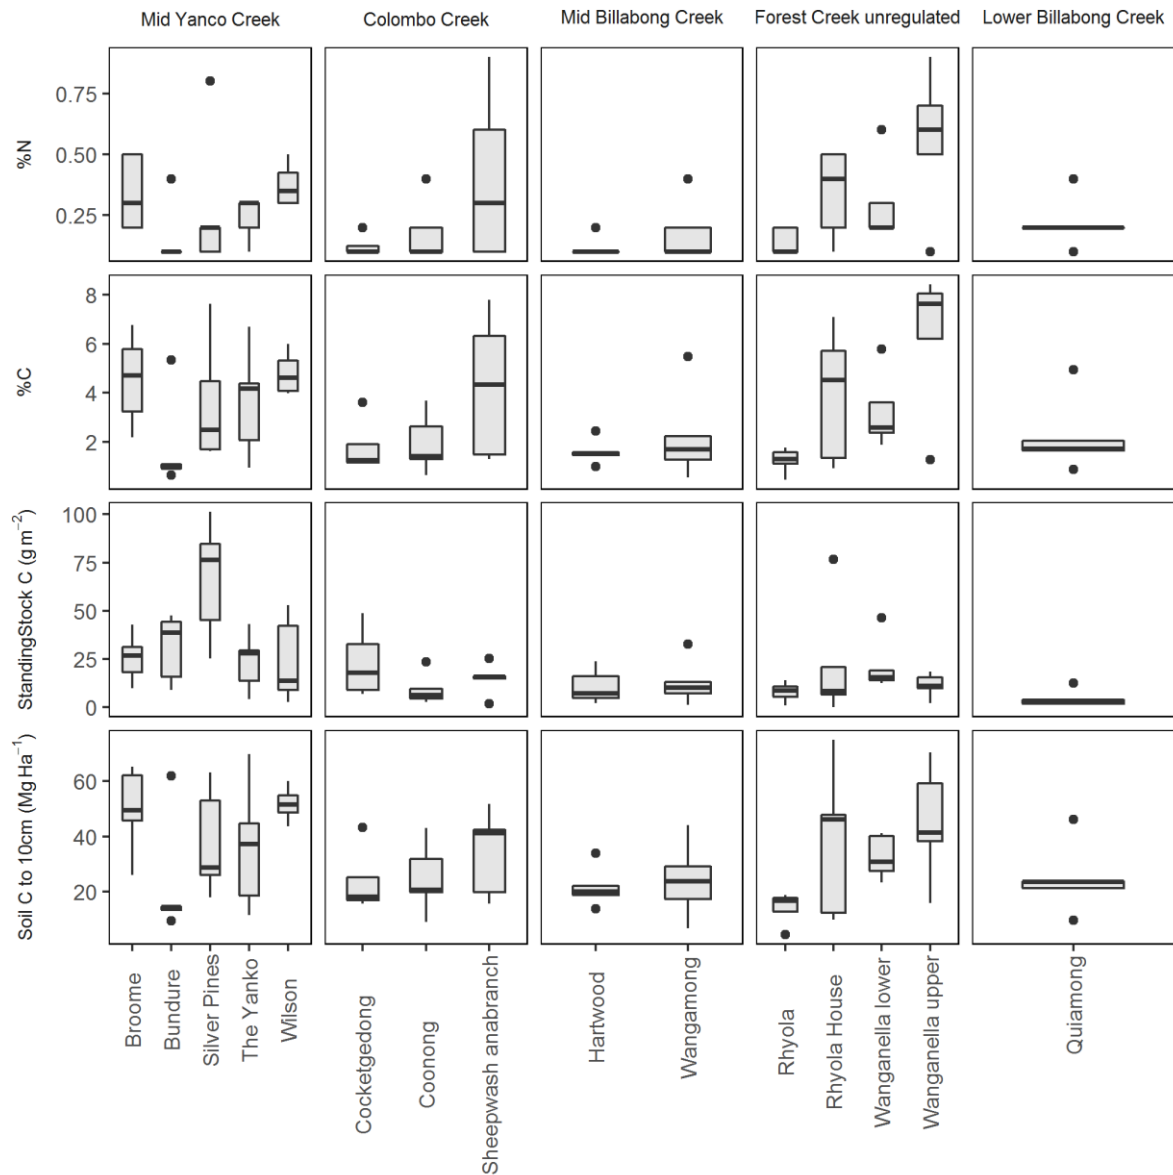 Mid Yanco Creek
Colombo Creek
Mid Billabong Creek
Forest Creek unregulated
Lower Billabong Creek
%N
0.75
0.50
0.25
%C
8
6
4
2
StandingStock C (g m⁻²)
100
75
50
25
0
Soil C to 10cm (Mg Ha⁻¹)
60
40
20
Broome
Bundure
Silver Pines
The Yanko
Wilson
Cocketgedong
Coonong
Sheepwash anabranch
Hartwood
Wangamong
Rhyola
Rhyola House
Wanganella lower
Wanganella upper
Quiamong